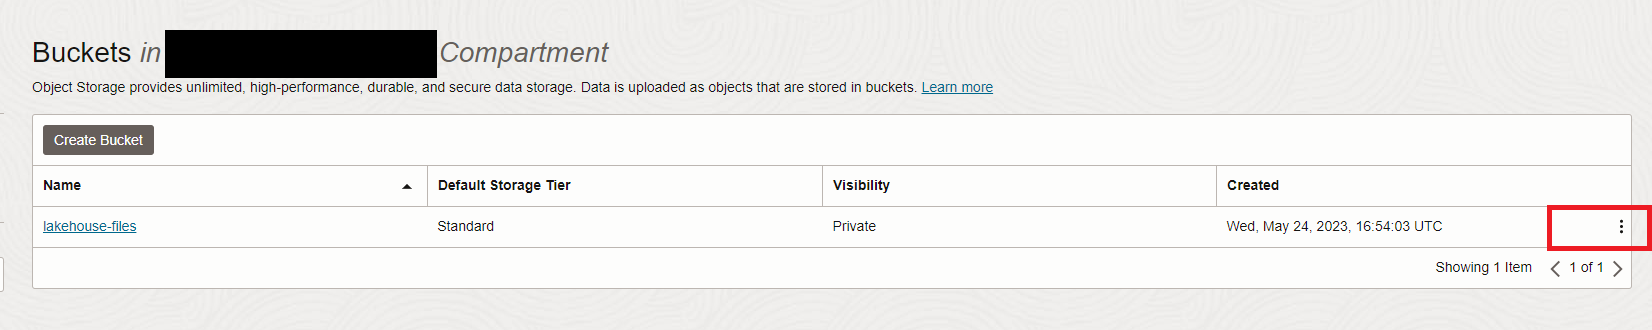 Buckets in Compartment
Object Storage provides unlimited, high-performance, durable, and secure data storage. Data is uploaded as objects that are stored in buckets. Learn more
Create Bucket
Name Default Storage Tier Visibility Created
lakehouse-files Standard Private Wed, May 24, 2023, 16:54:03 UTC
Showing 1 Item 1 of 1